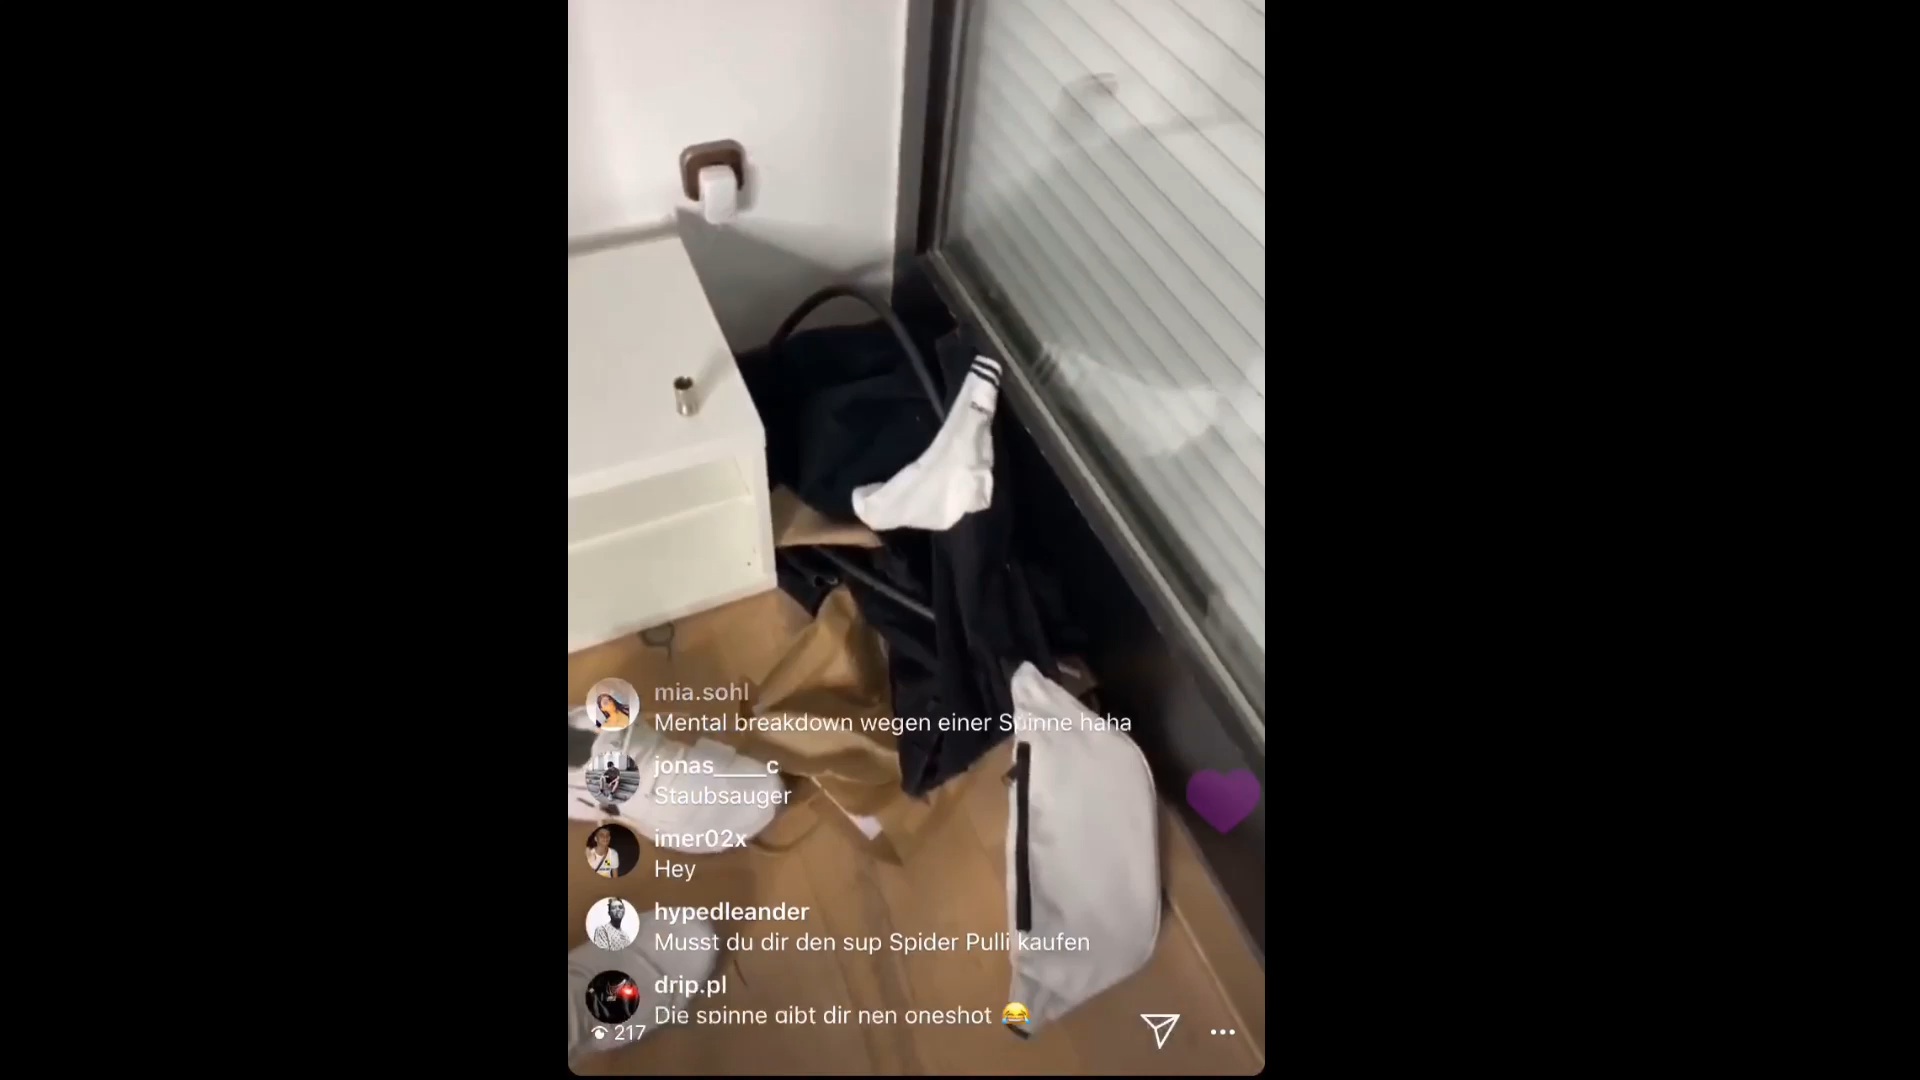 mia.sohl
Mental breakdown wegen einer Spinne haha
jonas____c
Staubsauger
imer02x
Hey
hypedleander
Musst du dir den sup Spider Pulli kaufen
drip.pl
Die spinne gibt dir nen oneshot 😂
217